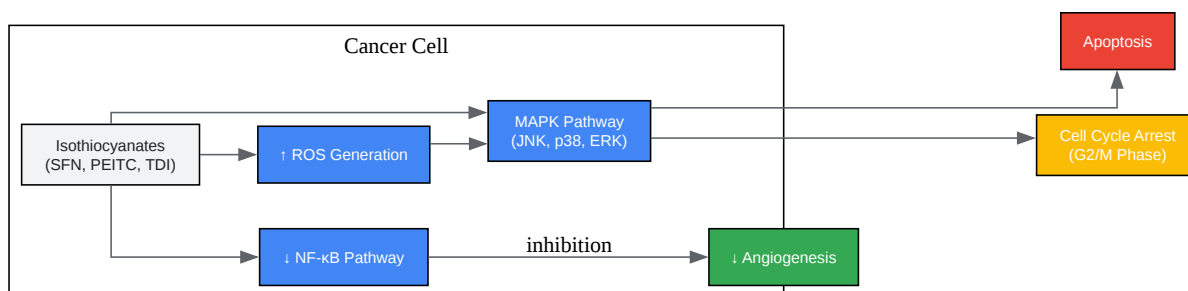 Cancer Cell
Apoptosis
Isothiocyanates
(SFN, PEITC, TDI)
↑ ROS Generation
MAPK Pathway
(JNK, p38, ERK)
Cell Cycle Arrest
(G2/M Phase)
↓ NF-κB Pathway
inhibition
↓ Angiogenesis